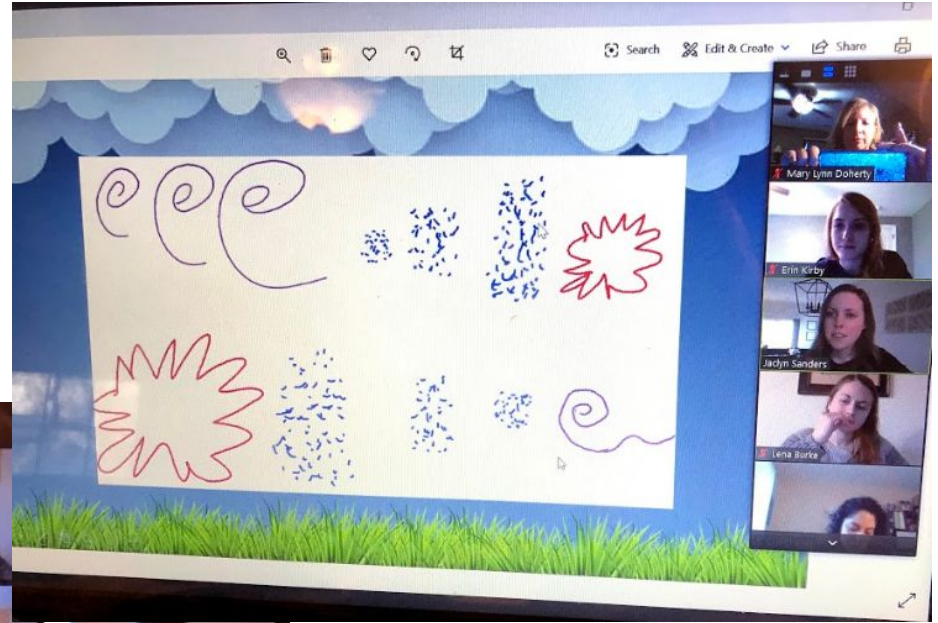 Search
Edit & Create
Share
Mary Lynn Doherty
Erin Kirby
Jaclyn Sanders
Lena Burke